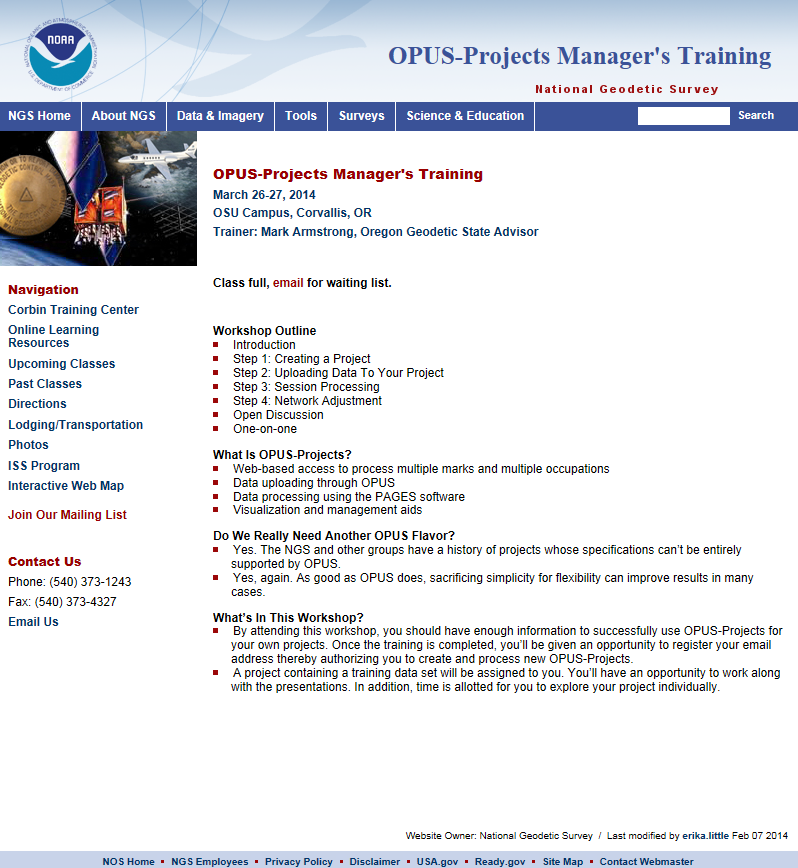 NOAA
NATIONAL OCEANIC AND ATMOSPHERIC ADMINISTRATION
U.S. DEPARTMENT OF COMMERCE
OPUS-Projects Manager's Training
National Geodetic Survey
NGS Home
About NGS
Data & Imagery
Tools
Surveys
Science & Education
Search
Navigation
Corbin Training Center
Online Learning
Resources
Upcoming Classes
Past Classes
Directions
Lodging/Transportation
Photos
ISS Program
Interactive Web Map
Join Our Mailing List
Contact Us
Phone: (540) 373-1243
Fax: (540) 373-4327
Email Us
OPUS-Projects Manager's Training
March 26-27, 2014
OSU Campus, Corvallis, OR
Trainer: Mark Armstrong, Oregon Geodetic State Advisor
Class full, email for waiting list.
Workshop Outline
Introduction
Step 1: Creating a Project
Step 2: Uploading Data To Your Project
Step 3: Session Processing
Step 4: Network Adjustment
Open Discussion
One-on-one
What Is OPUS-Projects?
Web-based access to process multiple marks and multiple occupations
Data uploading through OPUS
Data processing using the PAGES software
Visualization and management aids
Do We Really Need Another OPUS Flavor?
Yes. The NGS and other groups have a history of projects whose specifications can't be entirely
supported by OPUS.
Yes, again. As good as OPUS does, sacrificing simplicity for flexibility can improve results in many
cases.
What's In This Workshop?
By attending this workshop, you should have enough information to successfully use OPUS-Projects for
your own projects. Once the training is completed, you'll be given an opportunity to register your email
address thereby authorizing you to create and process new OPUS-Projects.
A project containing a training data set will be assigned to you. You'll have an opportunity to work along
with the presentations. In addition, time is allotted for you to explore your project individually.
Website Owner: National Geodetic Survey / Last modified by erika.little Feb 07 2014
NOS Home
NGS Employees
Privacy Policy
Disclaimer
USA.gov
Ready.gov
Site Map
Contact Webmaster